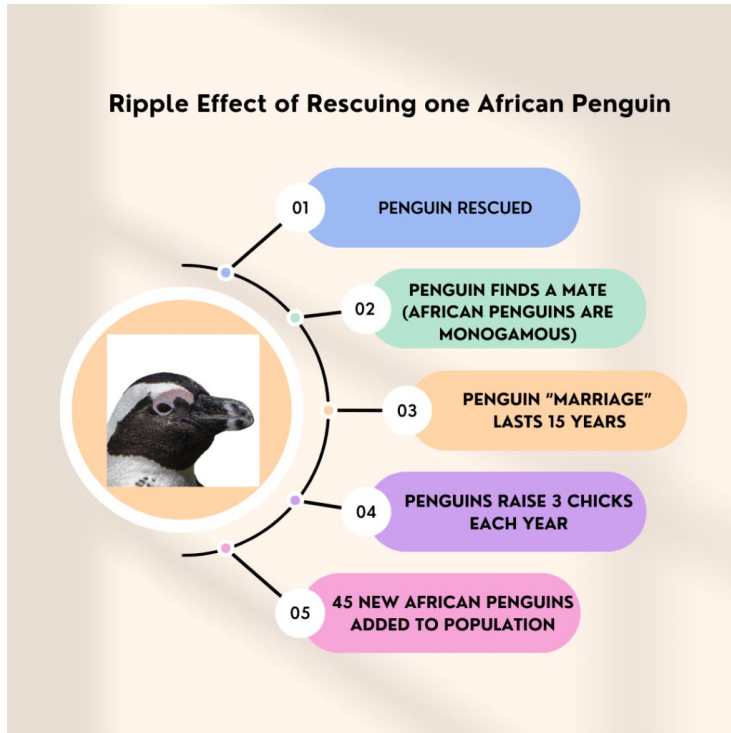 Ripple Effect of Rescuing one African Penguin
01
PENGUIN RESCUED
02
PENGUIN FINDS A MATE
(AFRICAN PENGUINS ARE
MONOGAMOUS)
03
PENGUIN “MARRIAGE”
LASTS 15 YEARS
04
PENGUINS RAISE 3 CHICKS
EACH YEAR
05
45 NEW AFRICAN PENGUINS
ADDED TO POPULATION